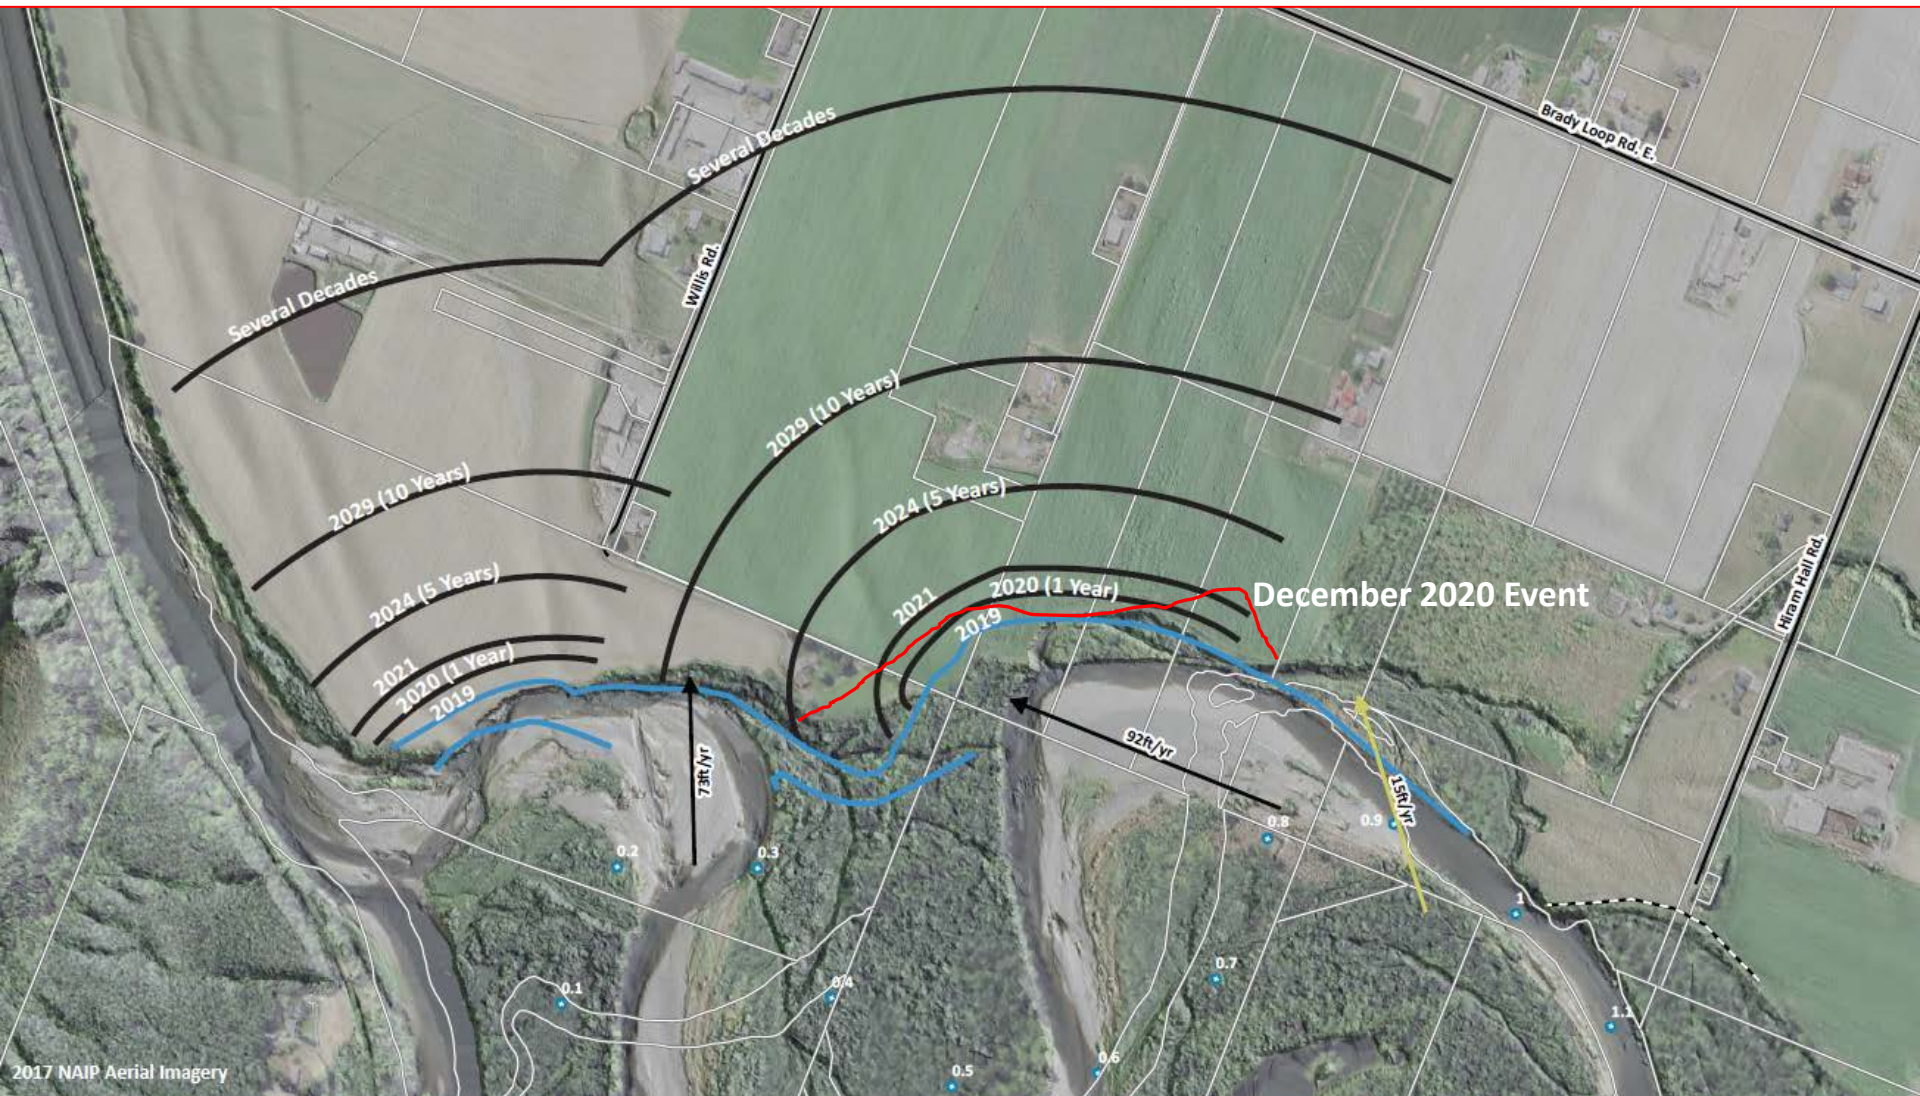 Brady Loop Rd. E.
Several Decades
Several Decades
Willis Rd.
2029 (10 Years)
2029 (10 Years)
2024 (5 Years)
2024 (5 Years)
2021
2020 (1 Year)
2019
December 2020 Event
Hiram Hall Rd.
2021
2020 (1 Year)
2019
73ft/yr
92ft/yr
15ft/yr
0.1
0.2
0.3
0.4
0.5
0.6
0.7
0.8
0.9
1
1.1
2017 NAIP Aerial Imagery